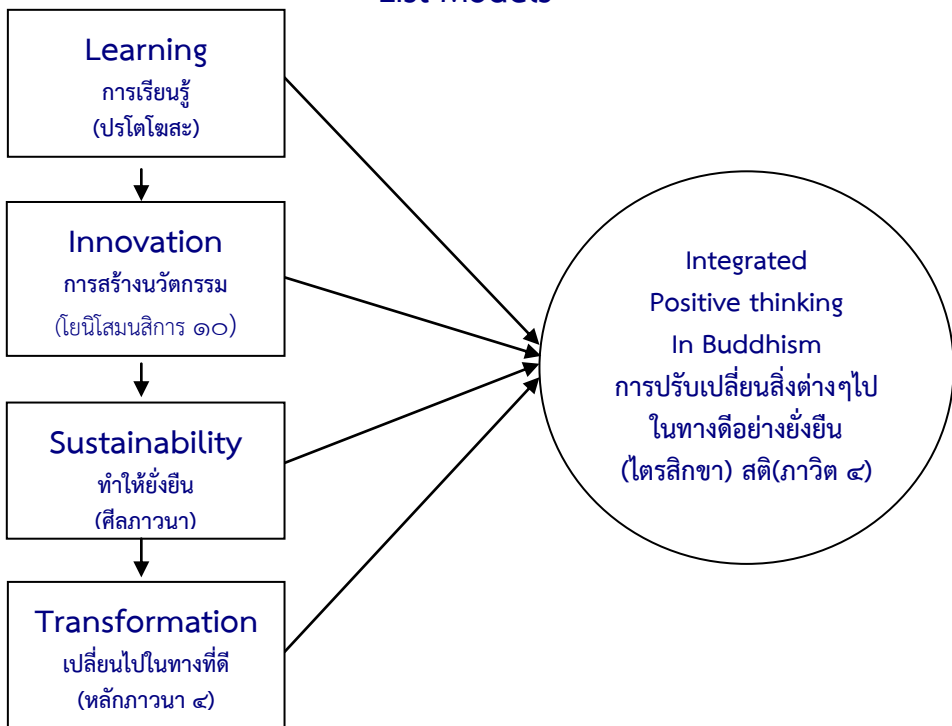 List Models
Learning
การเรียนรู้
(ปรโตโฆสะ)
Innovation
การสร้างนวัตกรรม
(โยนิโสมนสิการ ๑๐)
Sustainability
ทำให้ยั่งยืน
(ศีลภาวนา)
Transformation
เปลี่ยนไปในทางที่ดี
(หลักภาวนา ๔)
Integrated
Positive thinking
In Buddhism
การปรับเปลี่ยนสิ่งต่างๆไป
ในทางดีอย่างยั่งยืน
(ไตรสิกขา) สติ(ภาวิต ๔)